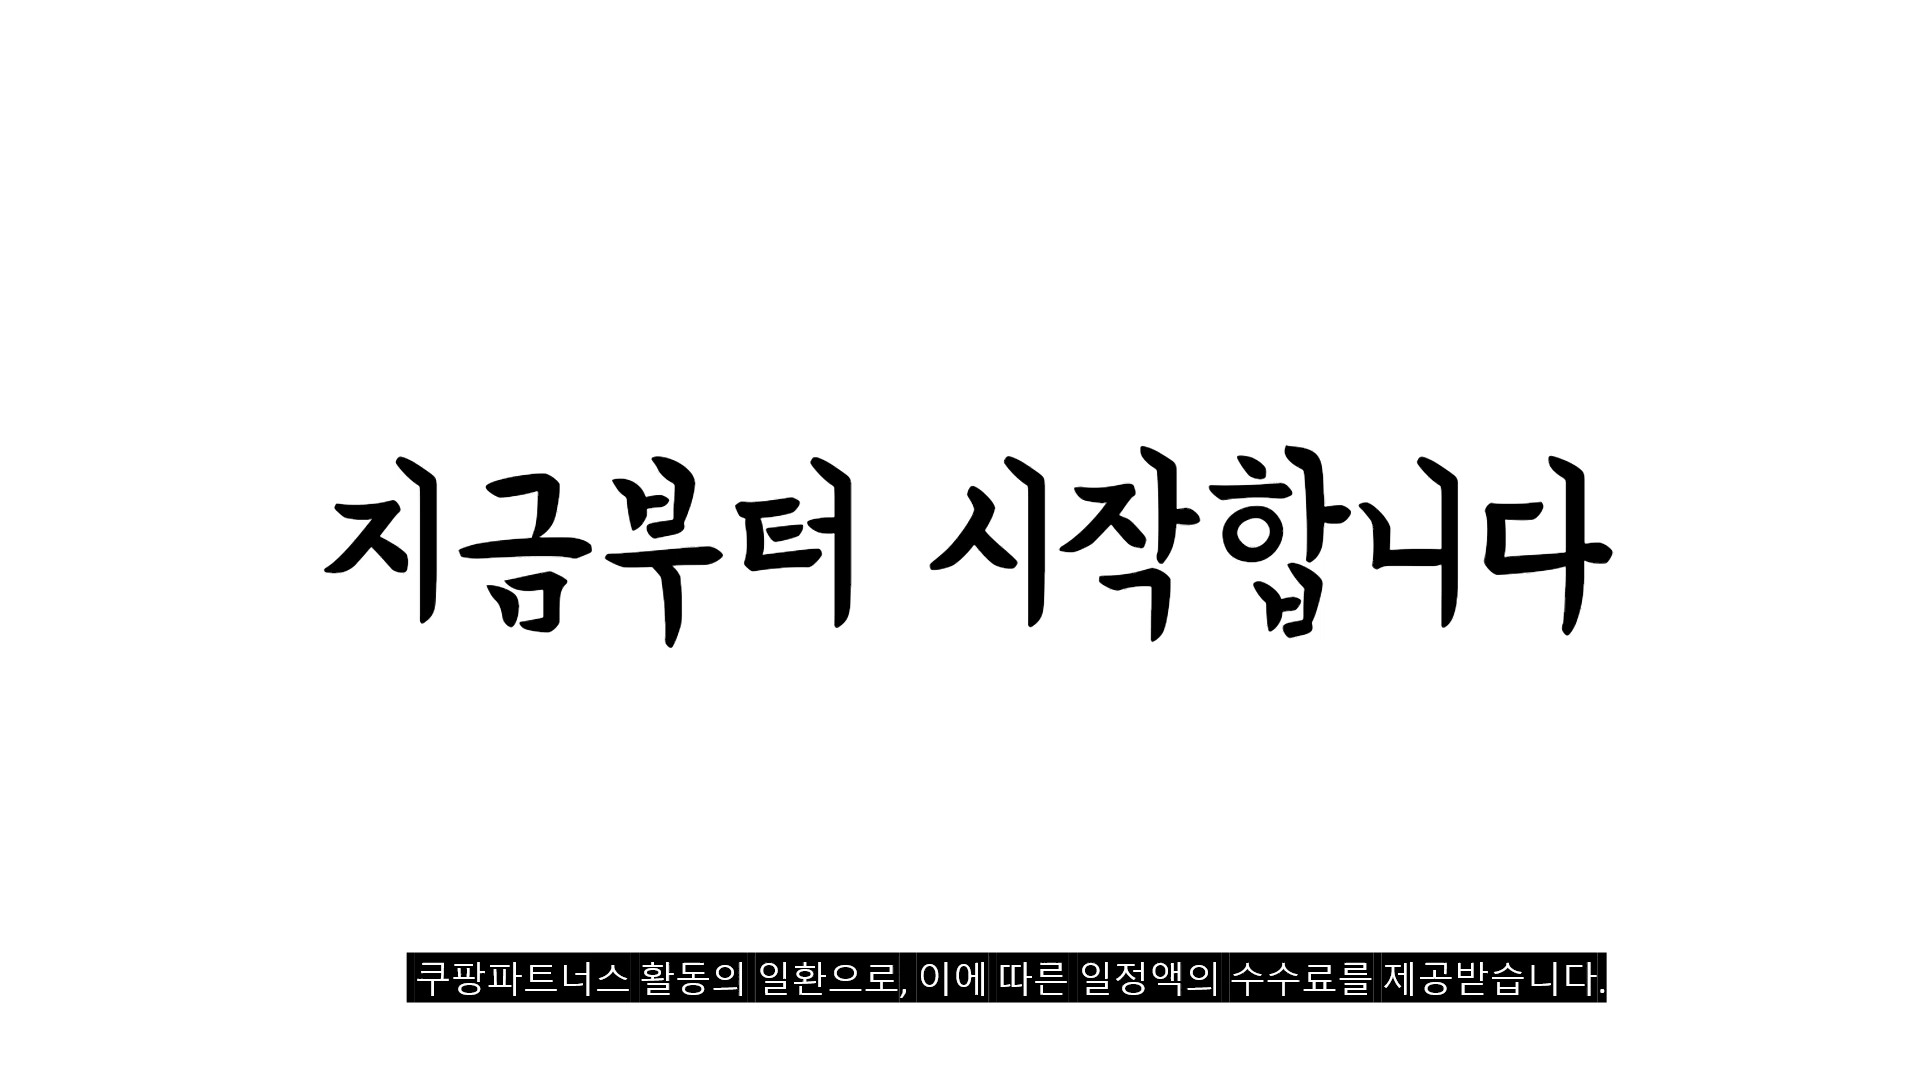 지금부터 시작합니다
쿠팡파트너스 활동의 일환으로, 이에 따른 일정액의 수수료를 제공받습니다.